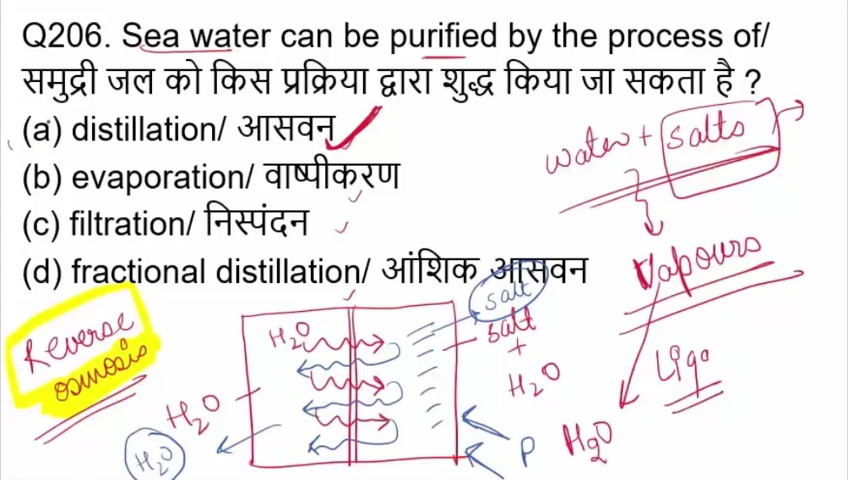 Q206. Sea water can be purified by the process of/
समुद्री जल को किस प्रक्रिया द्वारा शुद्ध किया जा सकता है ?
(a) distillation/ आसवन
(b) evaporation/ वाष्पीकरण
(c) filtration/ निस्पंदन
(d) fractional distillation/ आंशिक आसवन
water + salts
Vapours
Liqo
H2O
Reverse
osmosis
H2O
salt
salt
+
H2O
H2O
H2O
P